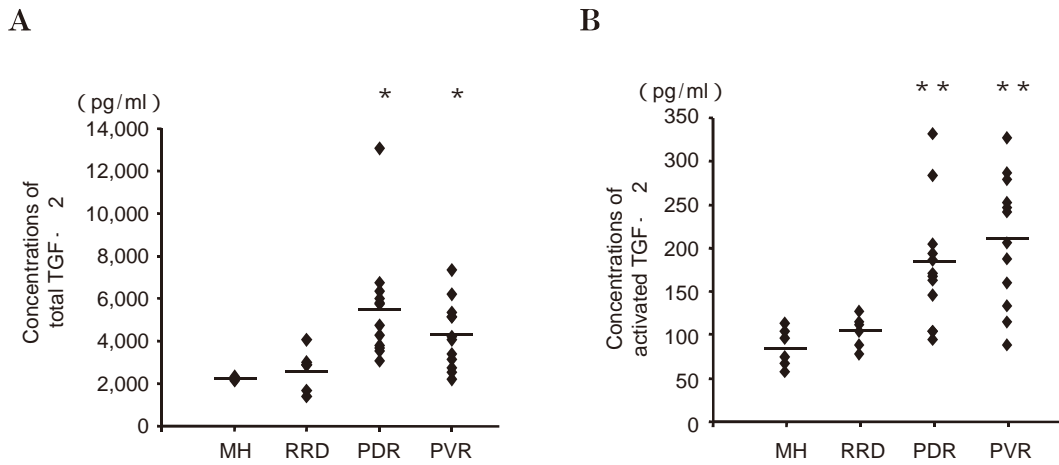 A
( pg/ml )
* *
14,000
12,000
10,000
8,000
6,000
4,000
2,000
0
Concentrations of
total TGF- 2
MH RRD PDR PVR
B
(pg/ml)
** **
350
300
250
200
150
100
50
0
Concentrations of
activated TGF- 2
MH RRD PDR PVR